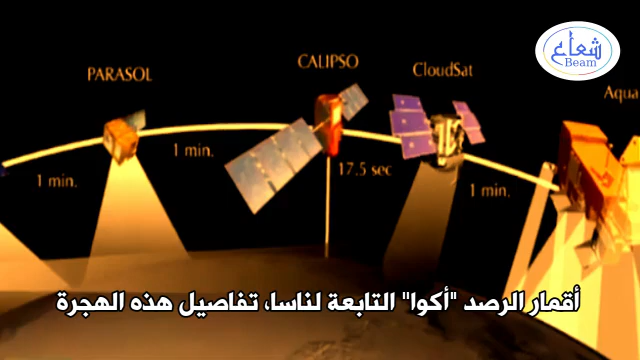 شعاع
Beam
PARASOL
CALIPSO
CloudSat
Aqua
1 min.
1 min.
17.5 sec
1 min.
أقمار الرصد "أكوا" التابعة لناسا، تفاصيل هذه الهجرة